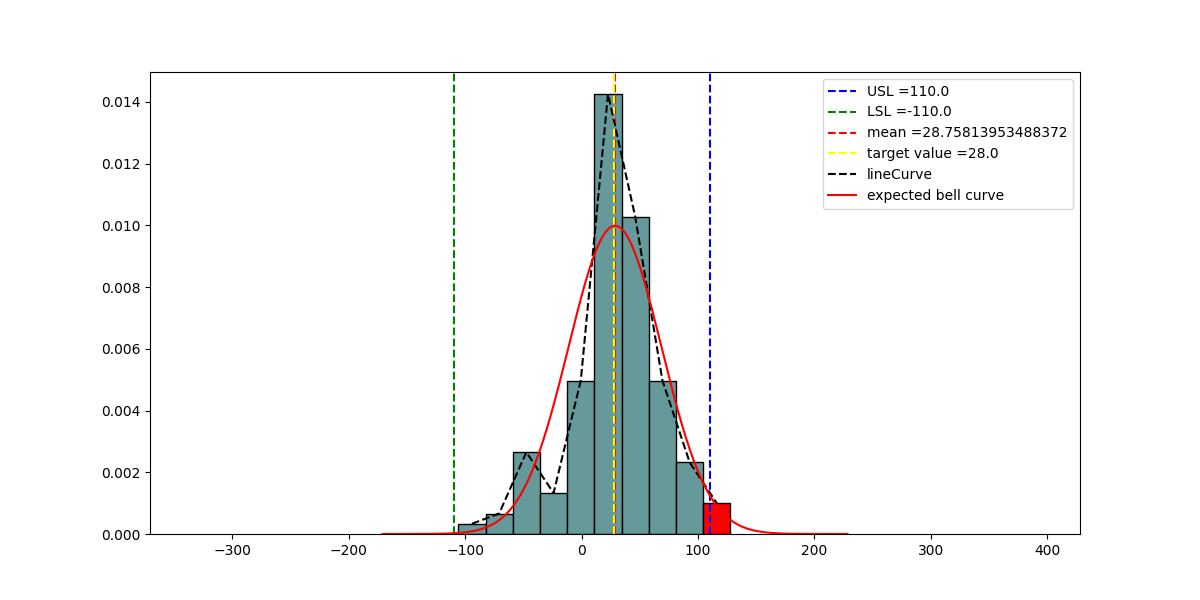 USL =110.0
LSL =-110.0
mean =28.75813953488372
target value =28.0
lineCurve
expected bell curve
0.014
0.012
0.010
0.008
0.006
0.004
0.002
0.000
−300 −200 −100 0 100 200 300 400